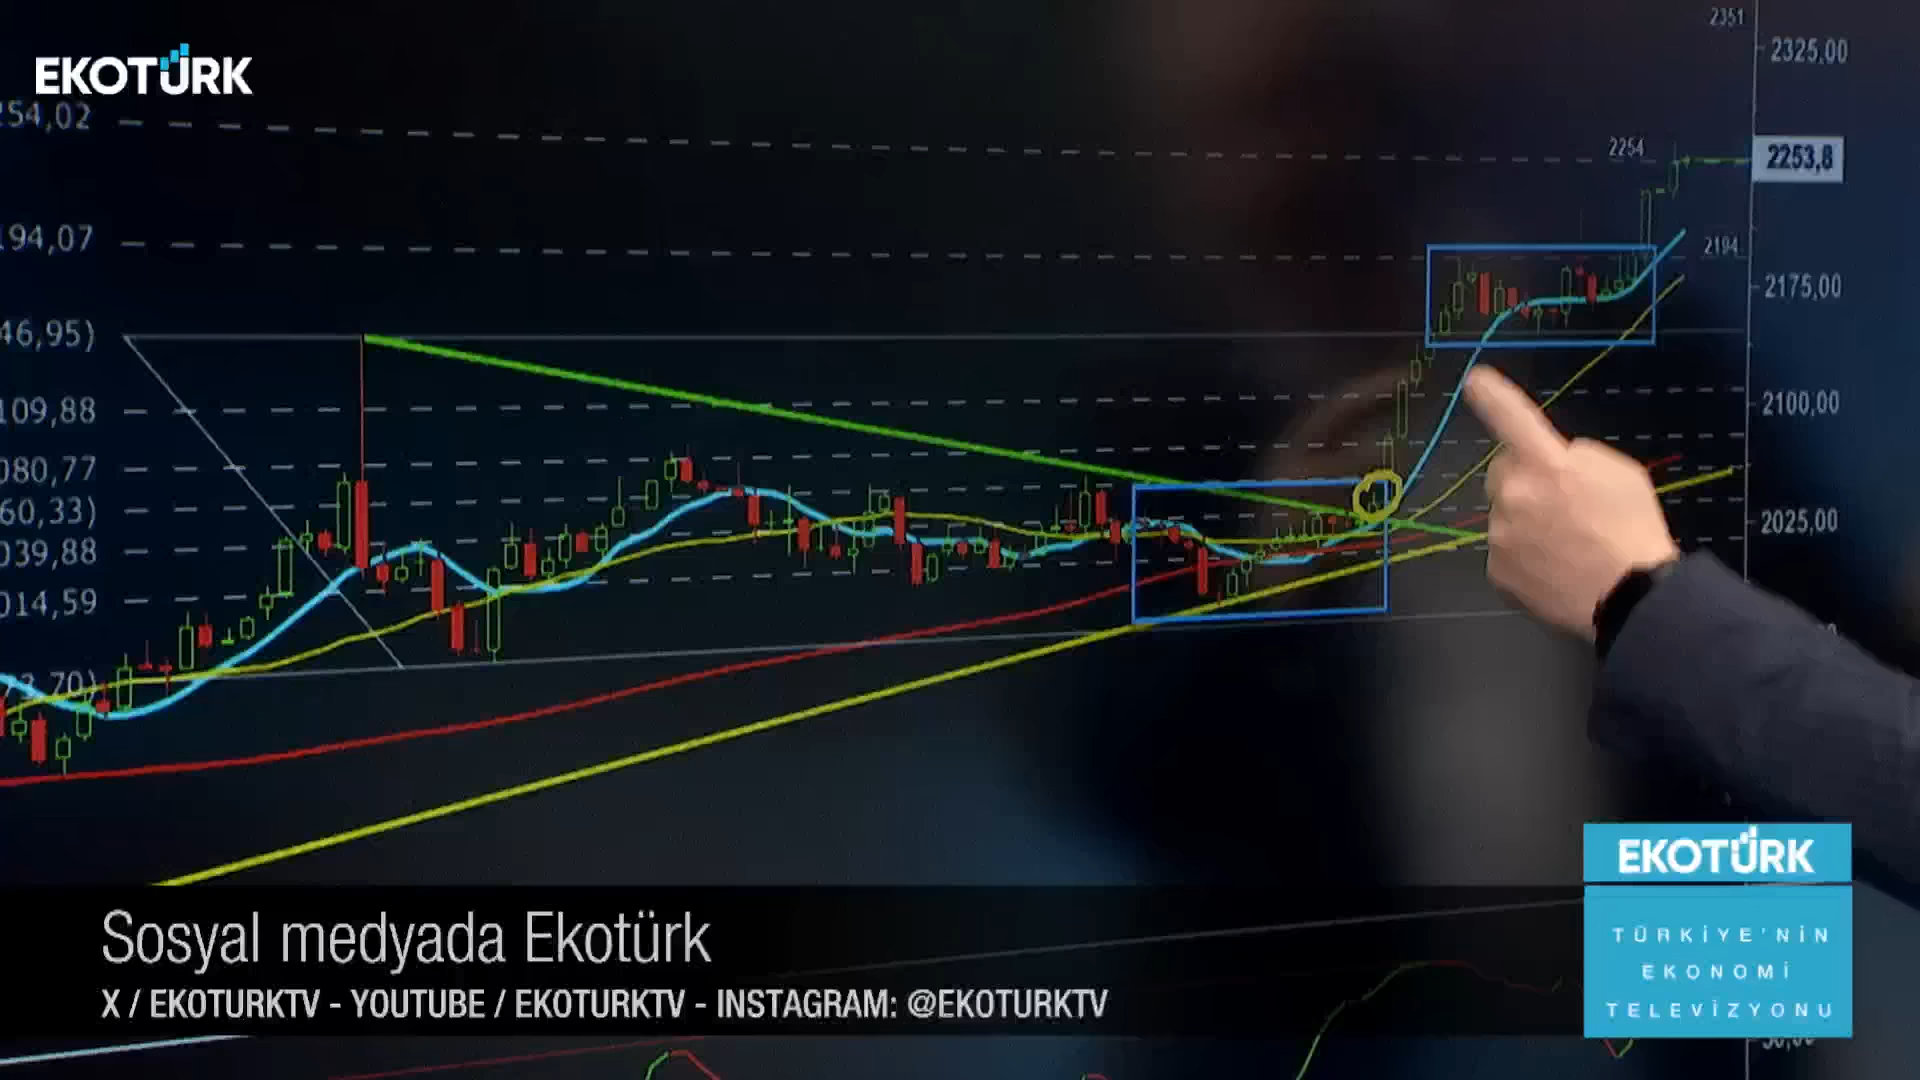 EKOTÜRK
254,02
194,07
46,95)
109,88
080,77
60,33)
039,88
014,59
73,70)
2351
2325,00
2254
2253,8
2194
2175,00
2100,00
2025,00
EKOTÜRK
TÜRKİYE'NİN
EKONOMİ
TELEVİZYONU
Sosyal medyada Ekotürk
X / EKOTURKTV - YOUTUBE / EKOTURKTV - INSTAGRAM: @EKOTURKTV